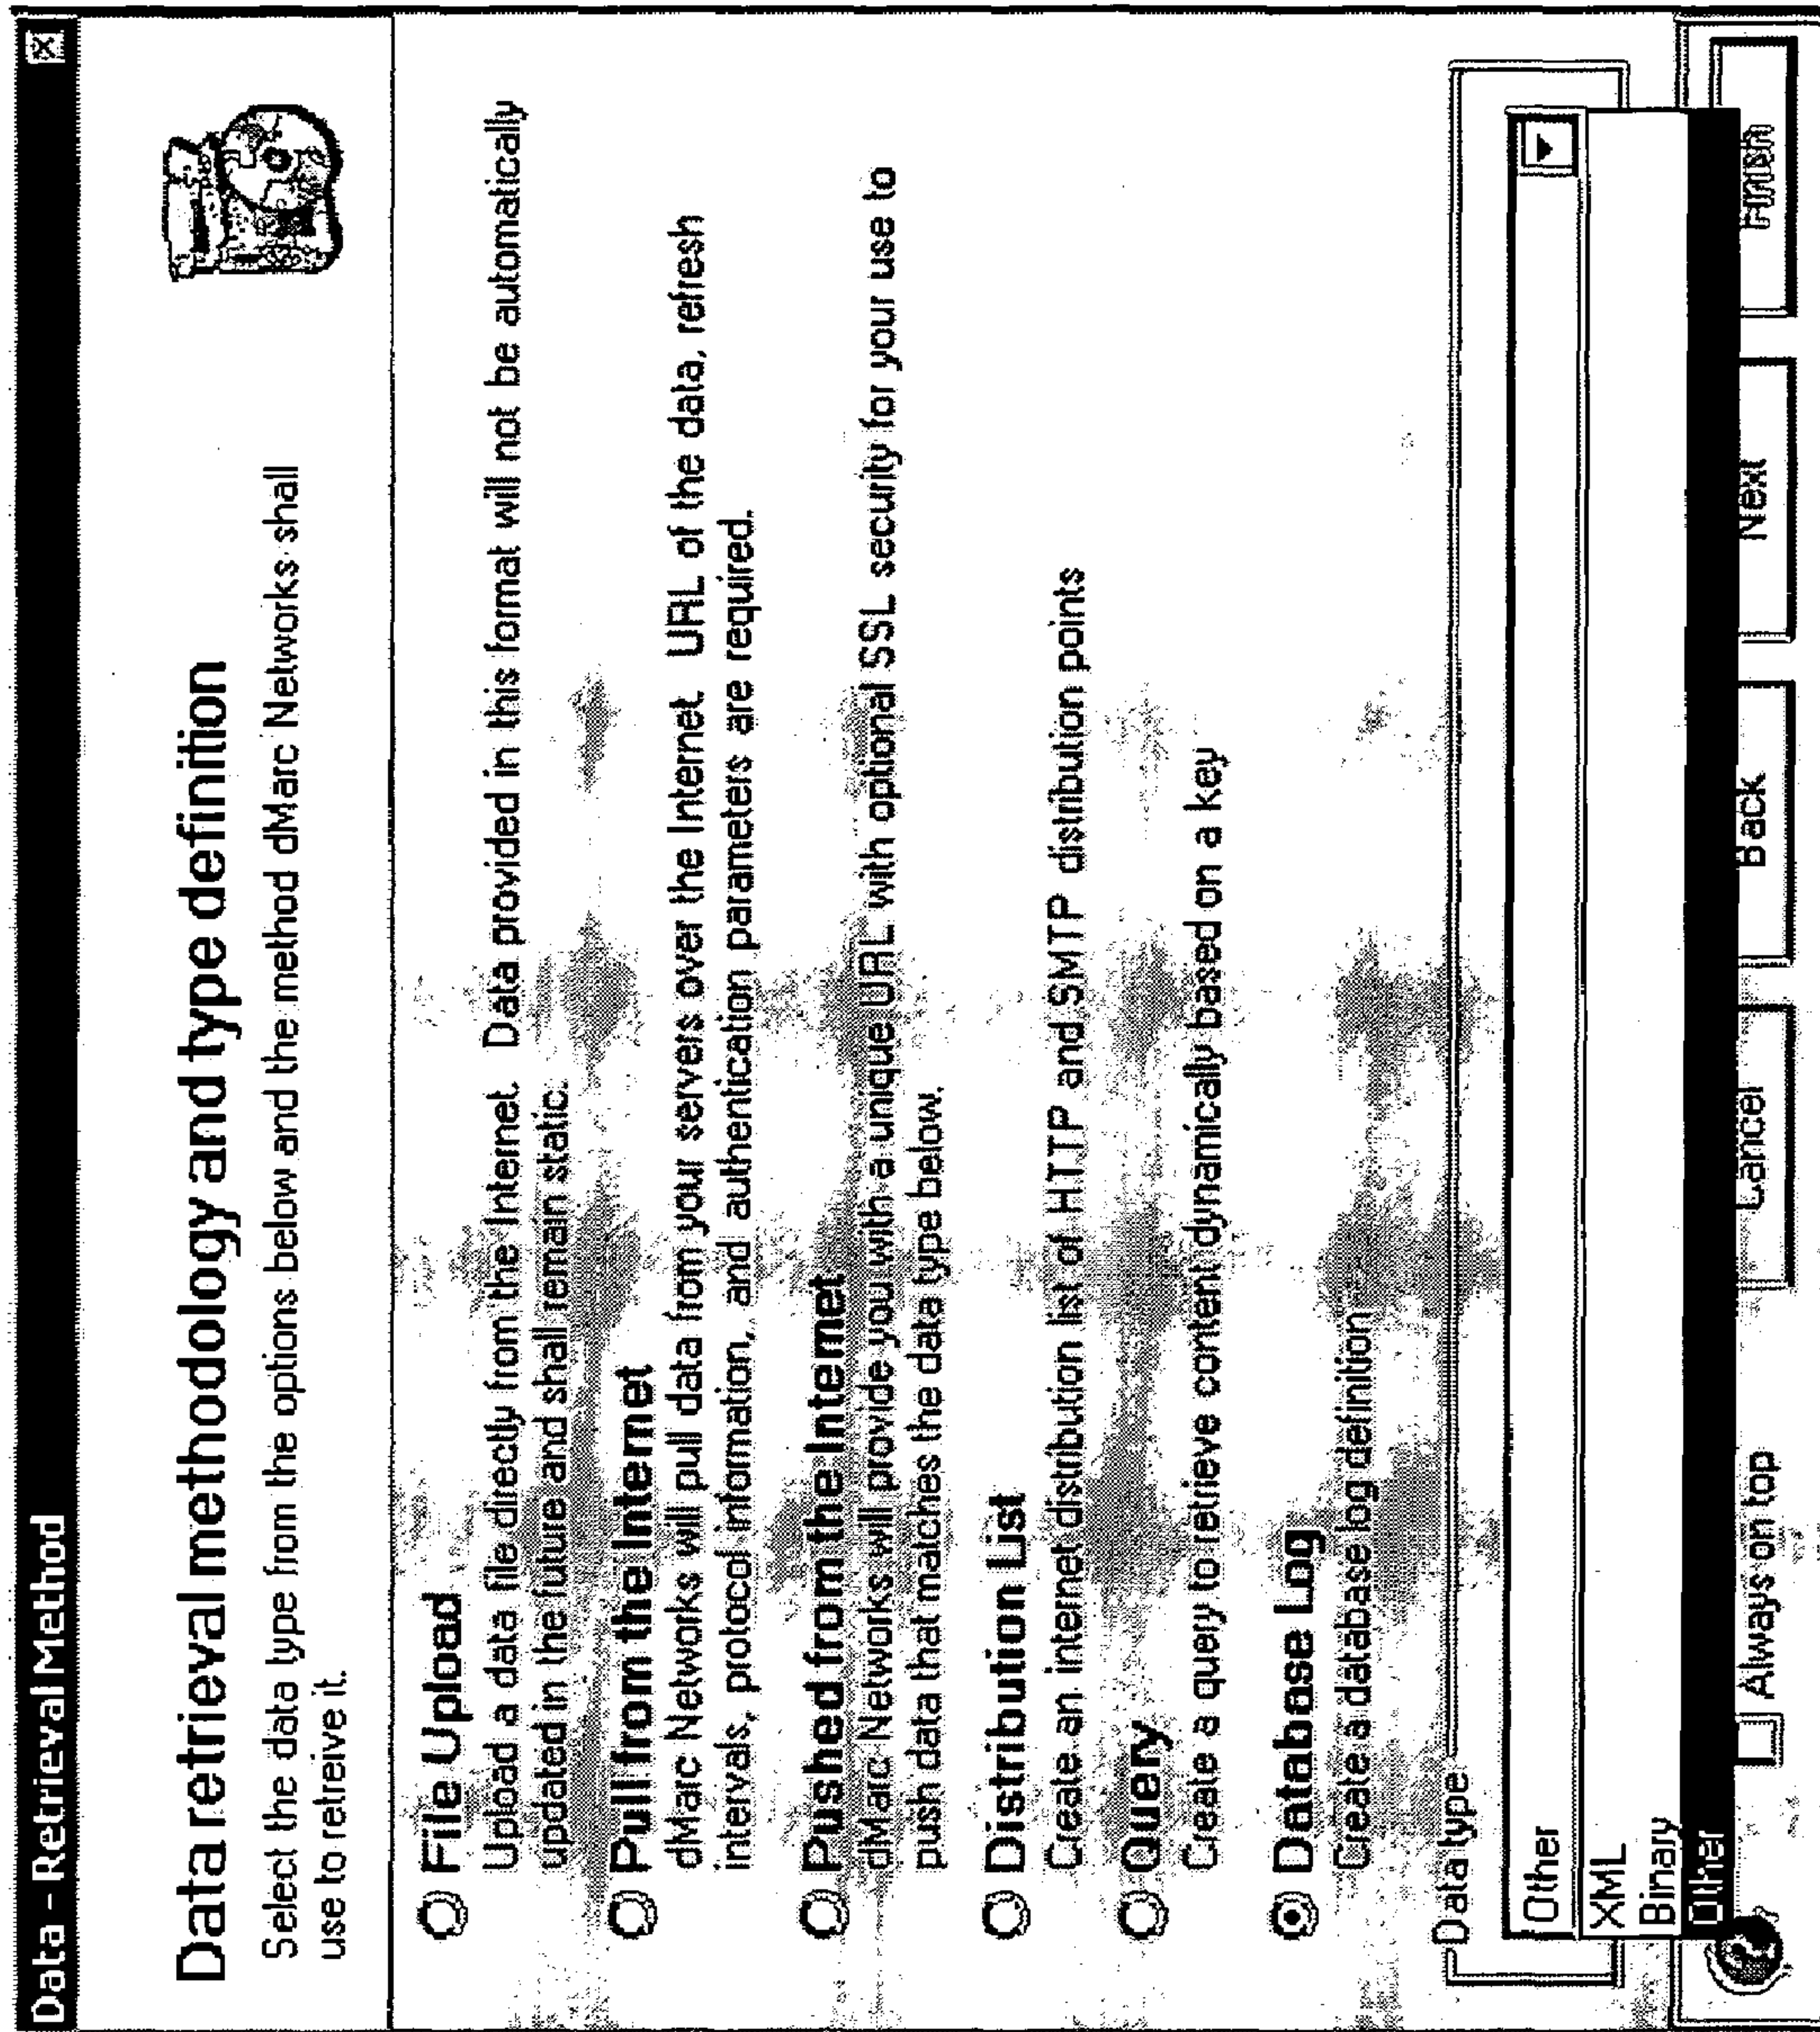 Data - Retrieval Method
Data retrieval methodology and type definition
Select the data type from the options below and the method dMarc Networks shall
use to retreive it.
File Upload
Upload a data file directly from the Internet. Data provided in this format will not be automatically
updated in the future and shall remain static.
Pull from the Internet
dMarc Networks will pull data from your servers over the Internet. URL of the data, refresh
intervals, protocol information, and authentication parameters are required.
Pushed from the Internet
dMarc Networks will provide you with a unique URL with optional SSL security for your use to
push data that matches the data type below.
Distribution List
Create an internet distribution list of HTTP and SMTP distribution points
Query
Create a query to retrieve content dynamically based on a key
Database Log
Create a database log definition
Data type
Other
XML
Binary
Other
Always on top
Cancel
Back
Next
Finish